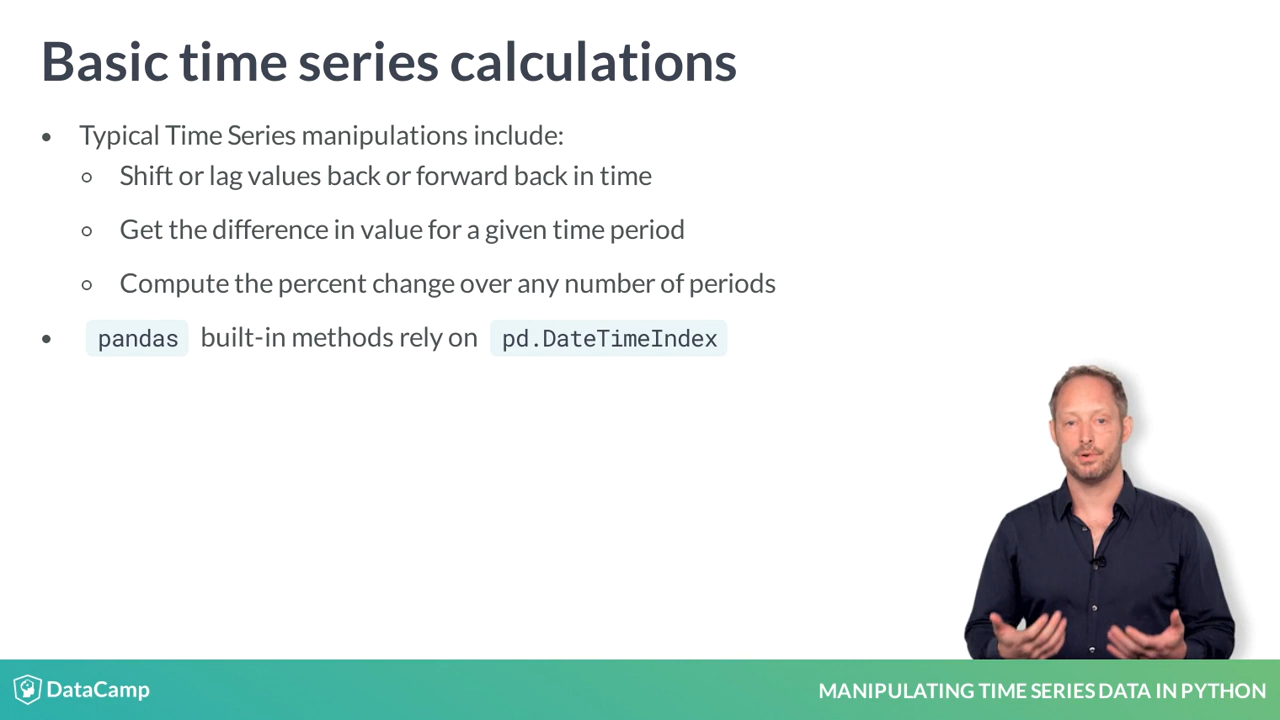 Basic time series calculations
Typical Time Series manipulations include:
Shift or lag values back or forward back in time
Get the difference in value for a given time period
Compute the percent change over any number of periods
pandas built-in methods rely on pd.DateTimeIndex
DataCamp
MANIPULATING TIME SERIES DATA IN PYTHON